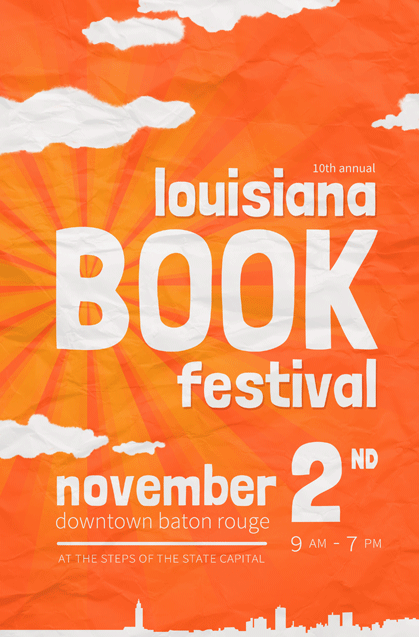 10th annual
louisiana
BOOK
festival
november 2ND
downtown baton rouge
AT THE STEPS OF THE STATE CAPITAL
9 AM - 7 PM